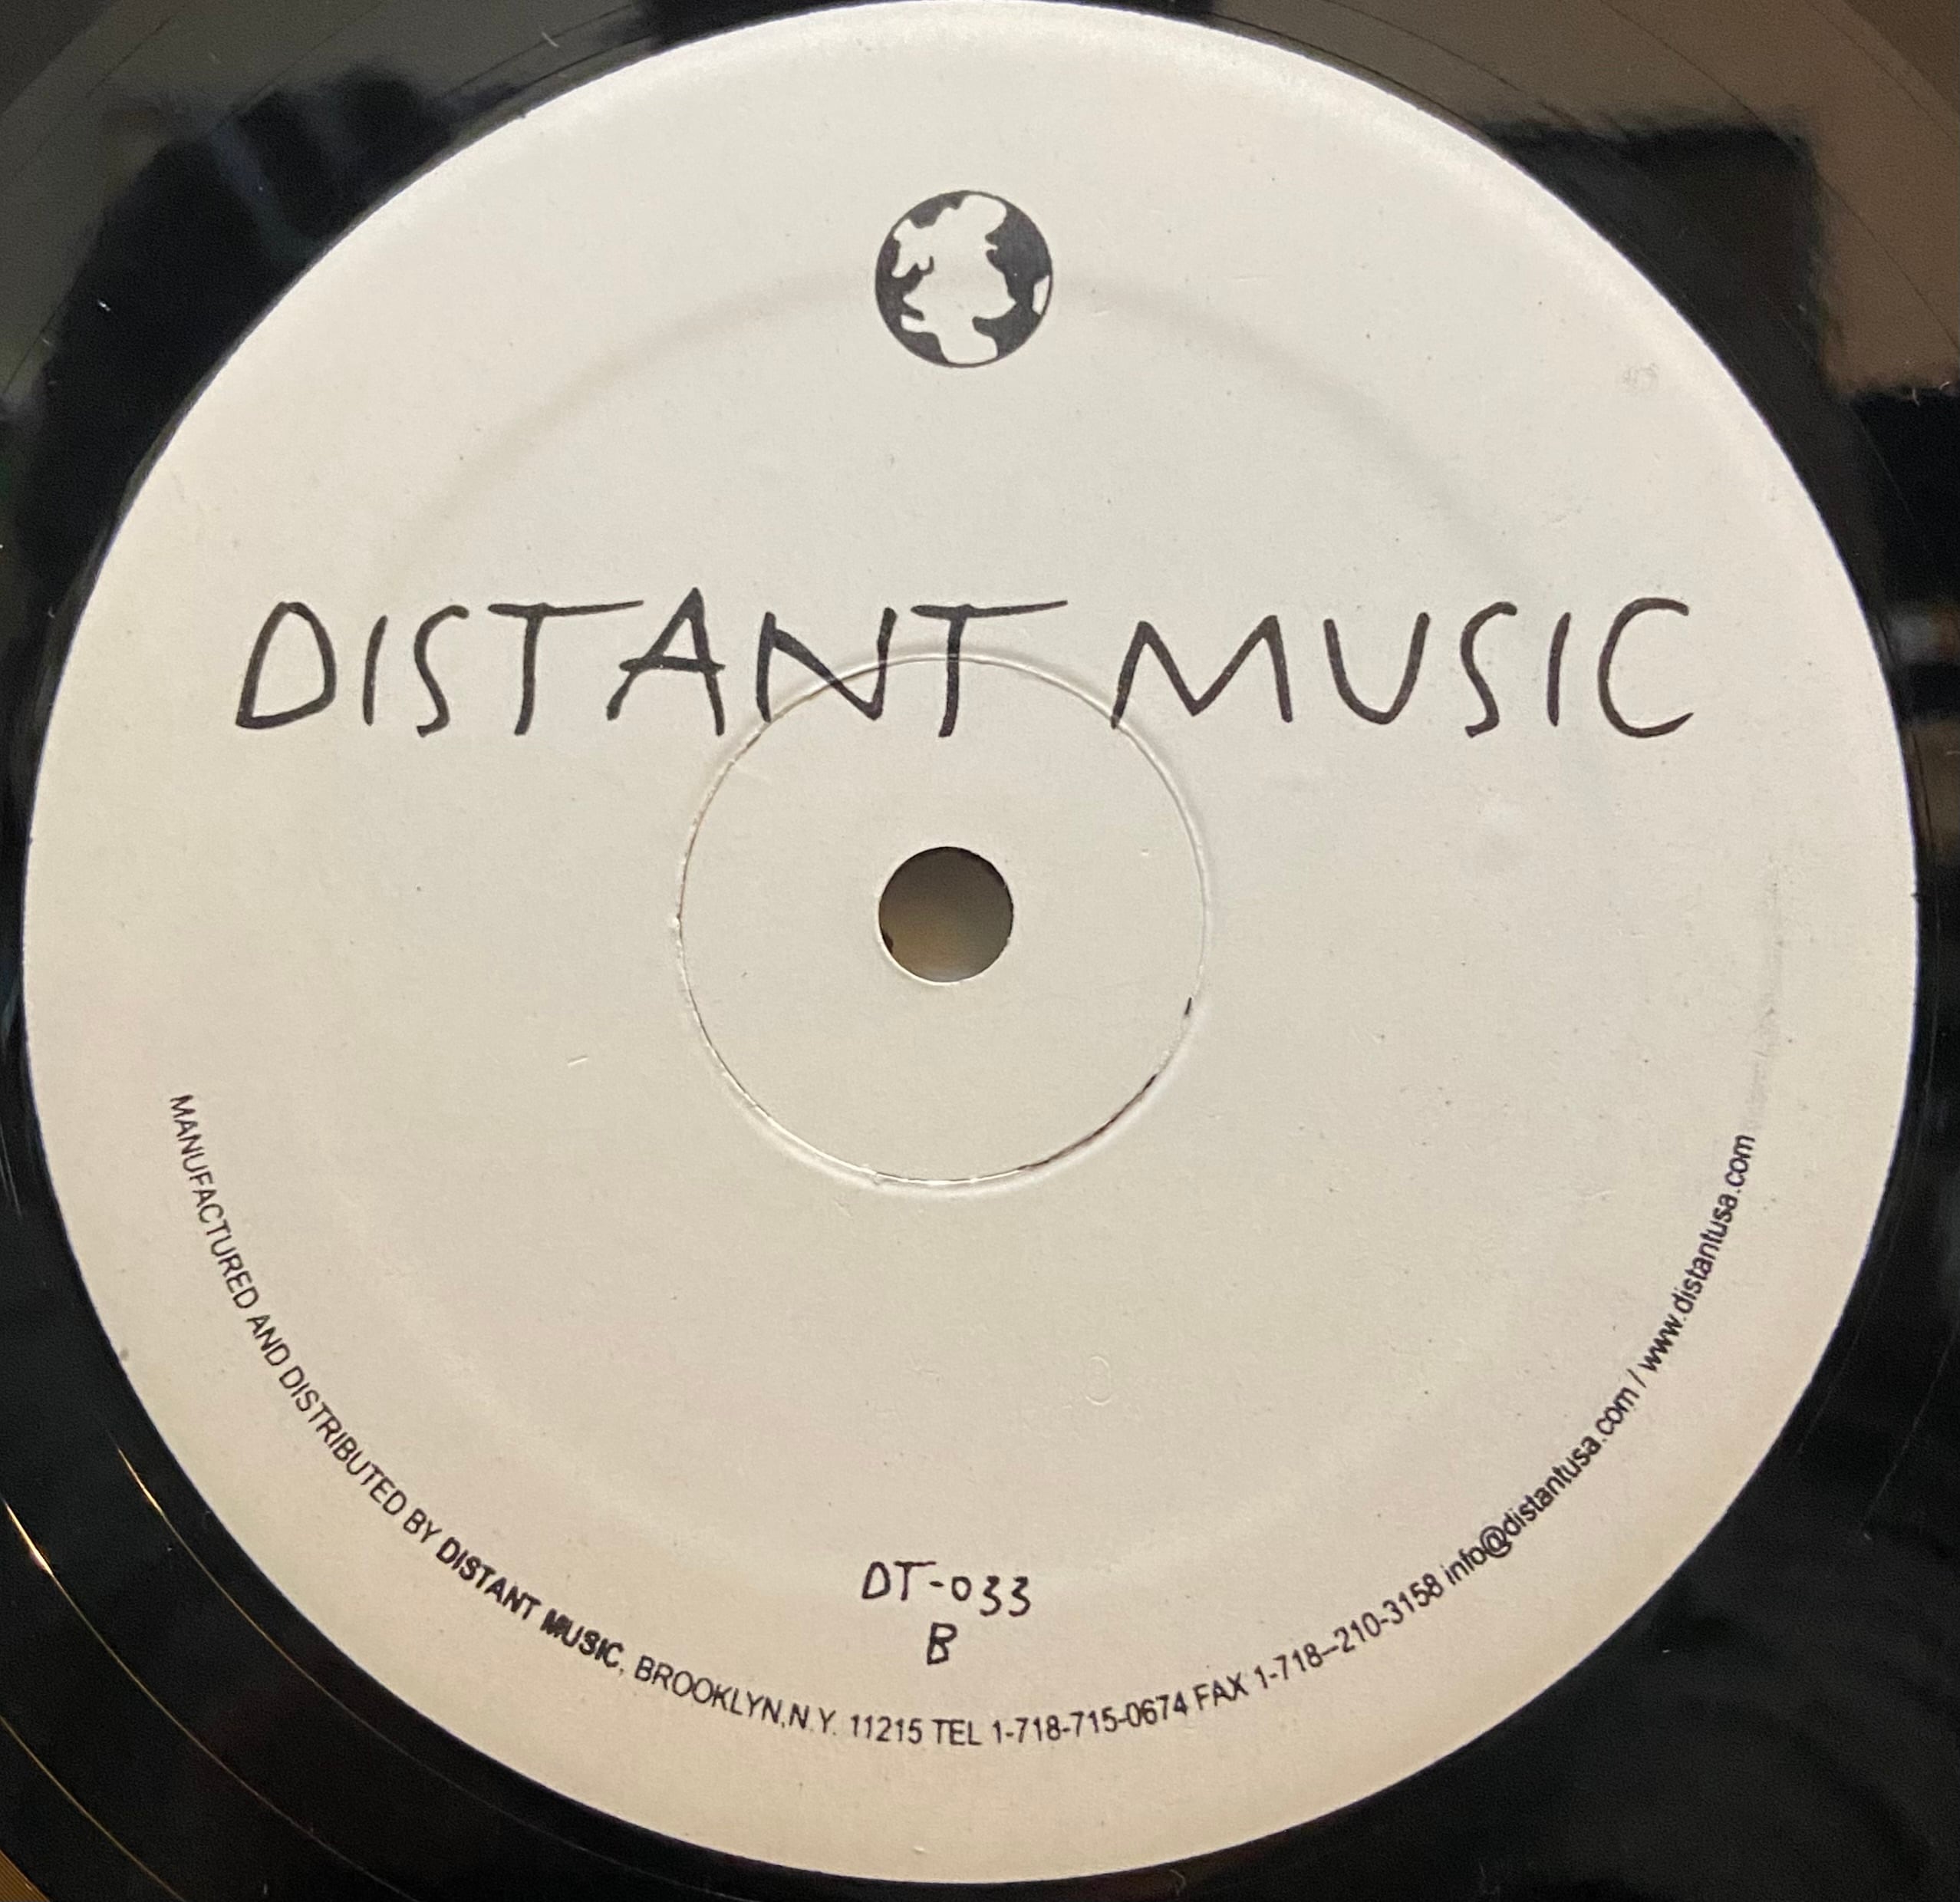 DISTANT MUSIC
DT-033
B
MANUFACTURED AND DISTRIBUTED BY DISTANT MUSIC, BROOKLYN,N.Y. 11215 TEL 1-718-715-0674 FAX 1-718–210-3158 info@distantusa.com / www.distantusa.com